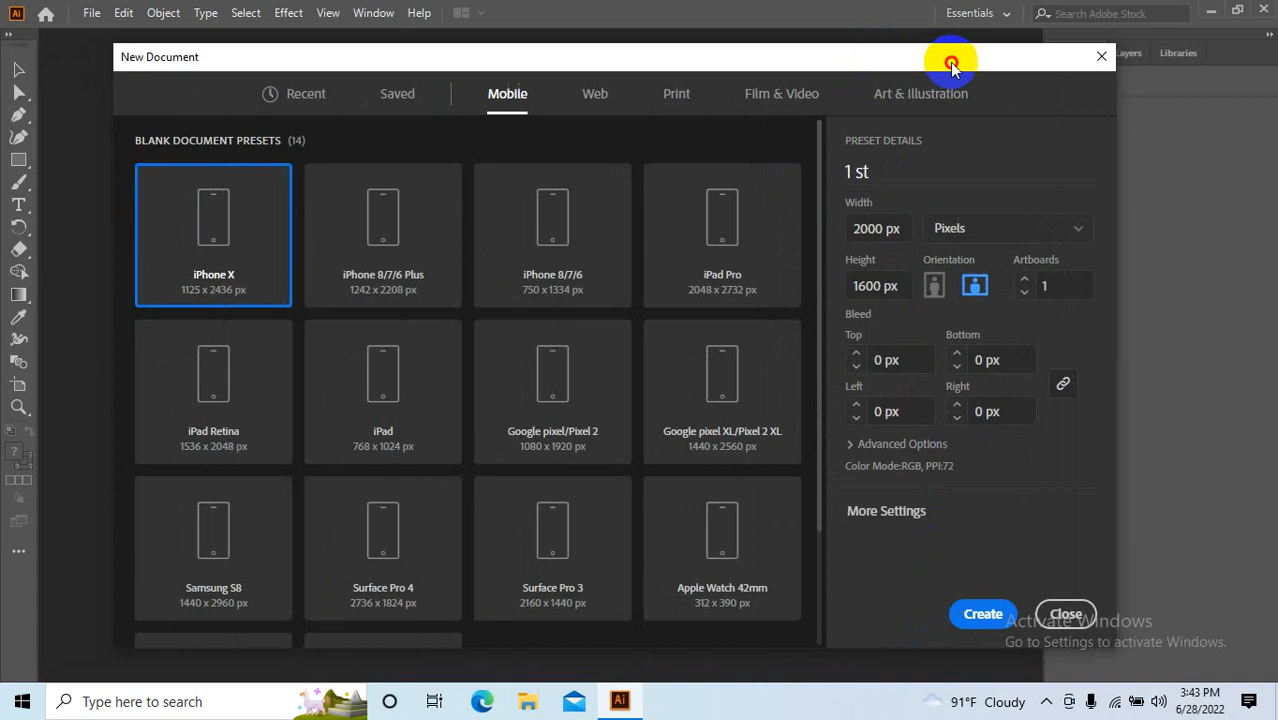 Ai File Edit Object Type Select Effect View Window Help Essentials Search Adobe Stock
New Document
Layers Libraries
Recent Saved Mobile Web Print Film & Video Art & Illustration
BLANK DOCUMENT PRESETS (14)
iPhone X
1125 x 2436 px
iPhone 8/7/6 Plus
1242 x 2208 px
iPhone 8/7/6
750 x 1334 px
iPad Pro
2048 x 2732 px
iPad Retina
1536 x 2048 px
iPad
768 x 1024 px
Google pixel/Pixel 2
1080 x 1920 px
Google pixel XL/Pixel 2 XL
1440 x 2560 px
Samsung S8
1440 x 2960 px
Surface Pro 4
2736 x 1824 px
Surface Pro 3
2160 x 1440 px
Apple Watch 42mm
312 x 390 px
PRESET DETAILS
1 st
Width
2000 px Pixels
Height Orientation Artboards
1600 px 1
Bleed
Top Bottom
0 px 0 px
Left Right
0 px 0 px
Advanced Options
Color Mode:RGB, PPI:72
More Settings
Create Close
Activate Windows
Go to Settings to activate Windows.
Type here to search
Ai
91°F Cloudy
3:43 PM
6/28/2022